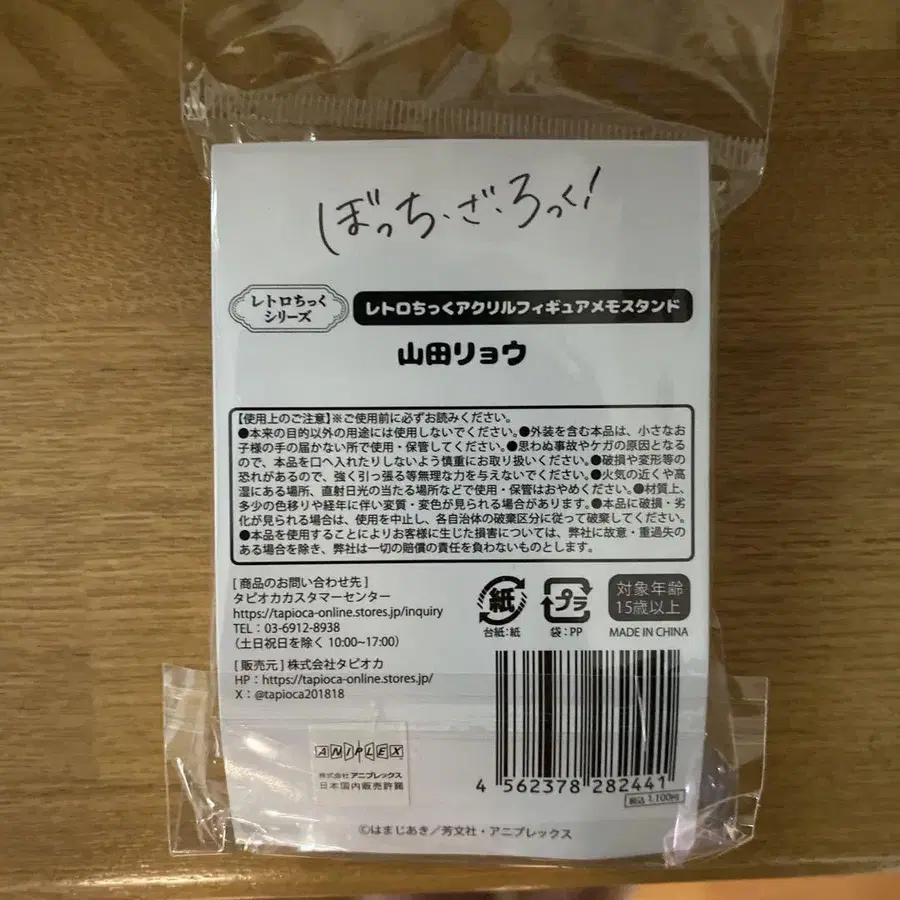 ぼっち・ざ・ろっく!
レトロちっく
シリーズ
レトロちっくアクリルフィギュアメモスタンド
山田リョウ
【使用上のご注意】※ご使用前に必ずお読みください。
●本来の目的以外の用途には使用しないでください。●外装を含む本品は、小さなお
子様の手の届かない所で使用・保管してください。●思わぬ事故やケガの原因となる
ので、本品を口へ入れたりしないよう慎重にお取り扱いください。●破損や変形等の
恐れがあるので、強く引っ張る等無理な力を与えないでください。●火気の近くや高
湿にある場所、直射日光の当たる場所などで使用・保管はおやめください。●材質上、
多少の色移りや経年に伴い変質・変色が見られる場合があります。●本品に破損・劣
化が見られる場合は、使用を中止し、各自治体の破棄区分に従って破棄してください。
●本品を使用することによりお客様に生じた損害については、弊社に故意・重過失の
ある場合を除き、弊社は一切の賠償の責任を負わないものとします。
[ 商品のお問い合わせ先 ]
タピオカカスタマーセンター
https://tapioca-online.stores.jp/inquiry
TEL：03-6912-8938
（土日祝日を除く 10:00~17:00）
[ 販売元 ] 株式会社タピオカ
HP：https://tapioca-online.stores.jp/
X：@tapioca201818
紙
台紙：紙
プラ
袋：PP
対象年齢
15歳以上
MADE IN CHINA
ANIPLEX
株式会社アニプレックス
日本国内販売許諾
4 562378 282441
税込 1,100円
©はまじあき／芳文社・アニプレックス